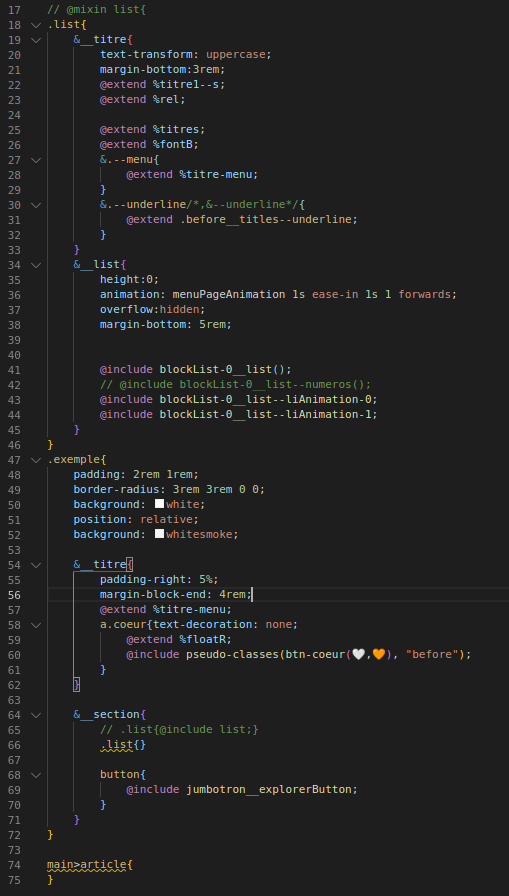 17 // @mixin list{
18 .list{
19 &__titre{
20 text-transform: uppercase;
21 margin-bottom:3rem;
22 @extend %titre1--s;
23 @extend %rel;
24
25 @extend %titres;
26 @extend %fontB;
27 &.--menu{
28 @extend %titre-menu;
29 }
30 &.--underline/*,&--underline*/{
31 @extend .before__titles--underline;
32 }
33 }
34 &__list{
35 height:0;
36 animation: menuPageAnimation 1s ease-in 1s 1 forwards;
37 overflow:hidden;
38 margin-bottom: 5rem;
39
40
41 @include blockList-0__list();
42 // @include blockList-0__list--numeros();
43 @include blockList-0__list--liAnimation-0;
44 @include blockList-0__list--liAnimation-1;
45 }
46 }
47 .exemple{
48 padding: 2rem 1rem;
49 border-radius: 3rem 3rem 0 0;
50 background: white;
51 position: relative;
52 background: whitesmoke;
53
54 &__titre{
55 padding-right: 5%;
56 margin-block-end: 4rem;
57 @extend %titre-menu;
58 a.coeur{text-decoration: none;
59 @extend %floatR;
60 @include pseudo-classes(btn-coeur(🤍,🧡), "before");
61 }
62 }
63
64 &__section{
65 // .list{@include list;}
66 .list{}
67
68 button{
69 @include jumbotron__explorerButton;
70 }
71 }
72 }
73
74 main>article{
75 }